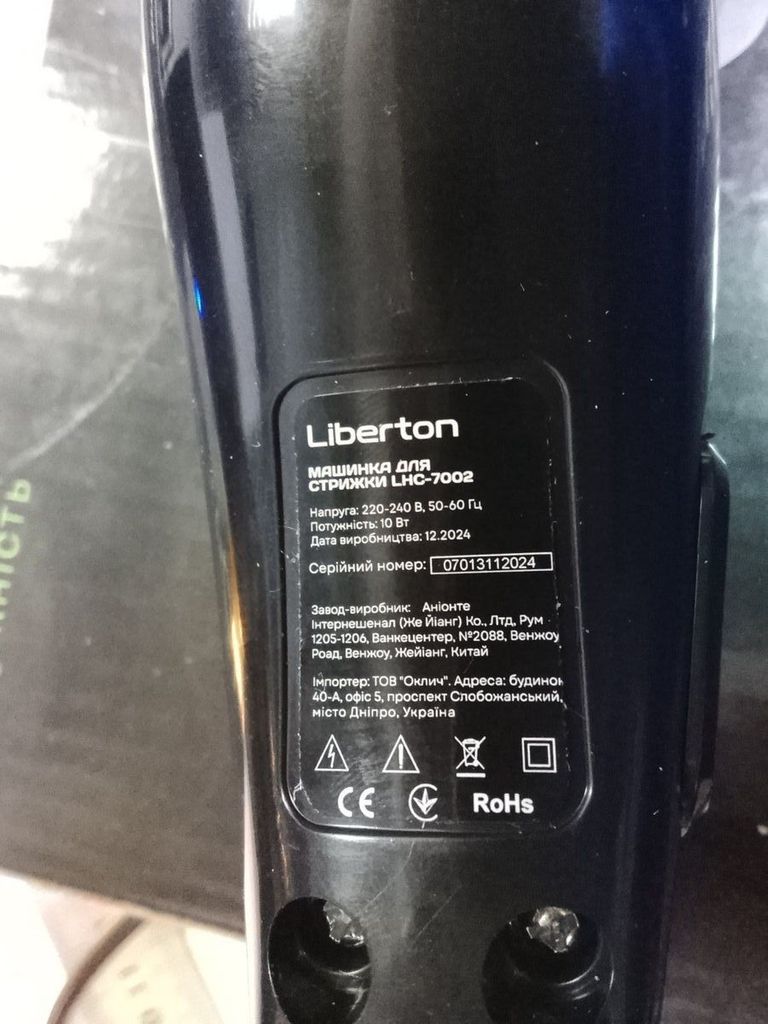 Liberton
МАШИНКА ДЛЯ
СТРИЖКИ LHC-7002
Напруга: 220-240 В, 50-60 Гц
Потужність: 10 Вт
Дата виробництва: 12.2024
Серійний номер: 07013112024
Завод-виробник: Аніонте
Інтернешенал (Же Йіанг) Ко., Лтд, Рум
1205-1206, Ванкецентер, №2088, Венжоу
Роад, Венжоу, Жейіанг, Китай
Імпортер: ТОВ "Оклич". Адреса: будинок
40-А, офіс 5, проспект Слобожанський,
місто Дніпро, Україна
CE RoHs